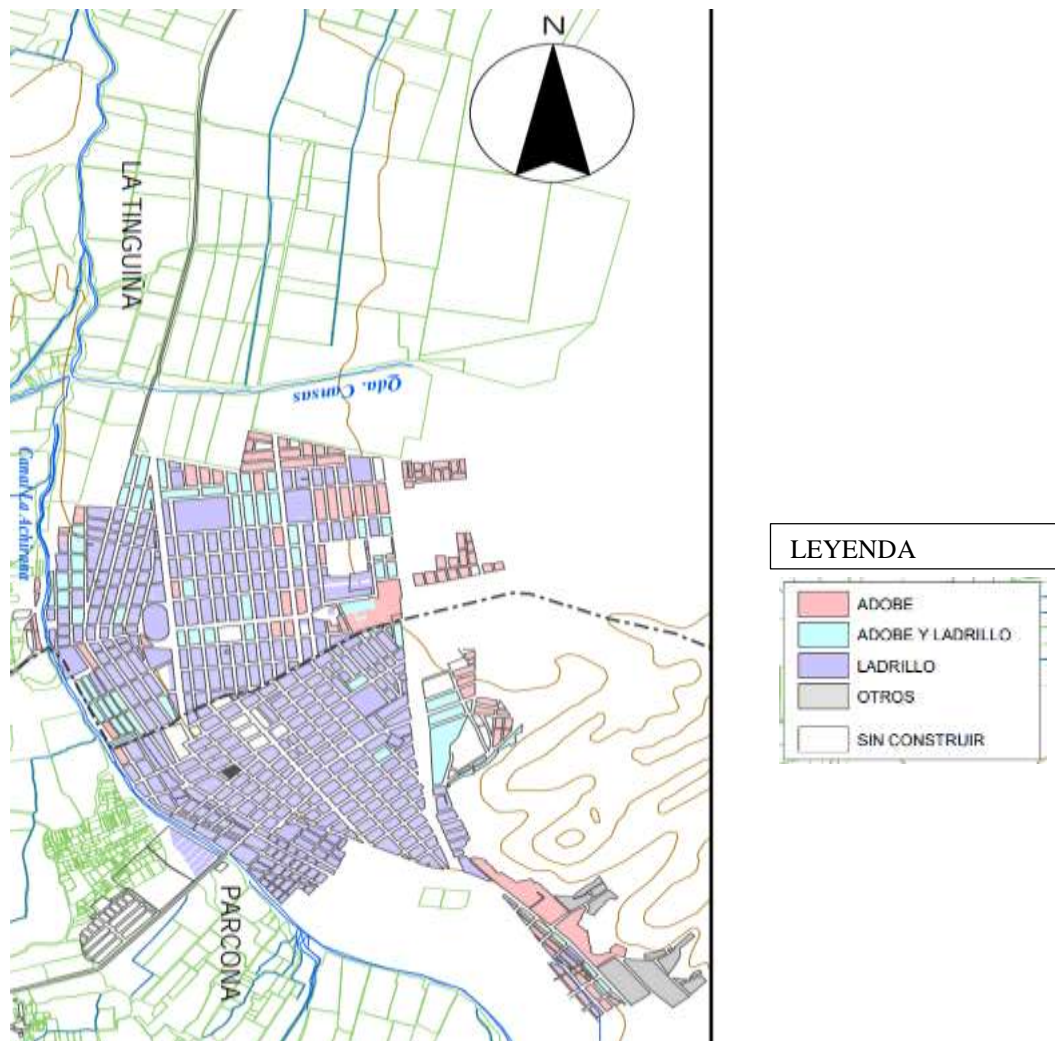 N
LA TINGUIÑA
Qda. Cansas
Canal La Achirana
PARCONA
LEYENDA
ADOBE
ADOBE Y LADRILLO
LADRILLO
OTROS
SIN CONSTRUIR